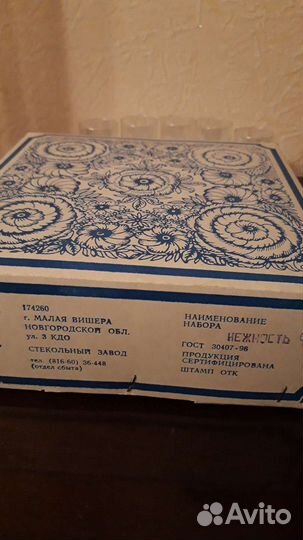 174260
г. МАЛАЯ ВИШЕРА
НОВГОРОДСКОЙ ОБЛ.
ул. 3 КДО
СТЕКОЛЬНЫЙ ЗАВОД
тел. (816-60) 36-448
(отдел сбыта)
НАИМЕНОВАНИЕ
НАБОРА
НЕЖНОСТЬ
ГОСТ 30407-96
ПРОДУКЦИЯ
СЕРТИФИЦИРОВАНА
ШТАМП ОТК
Avito